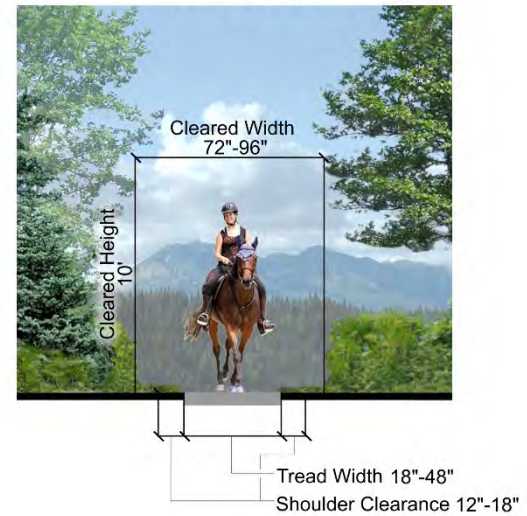 Cleared Width
72"-96"
Cleared Height
10'
Tread Width 18"-48"
Shoulder Clearance 12"-18"